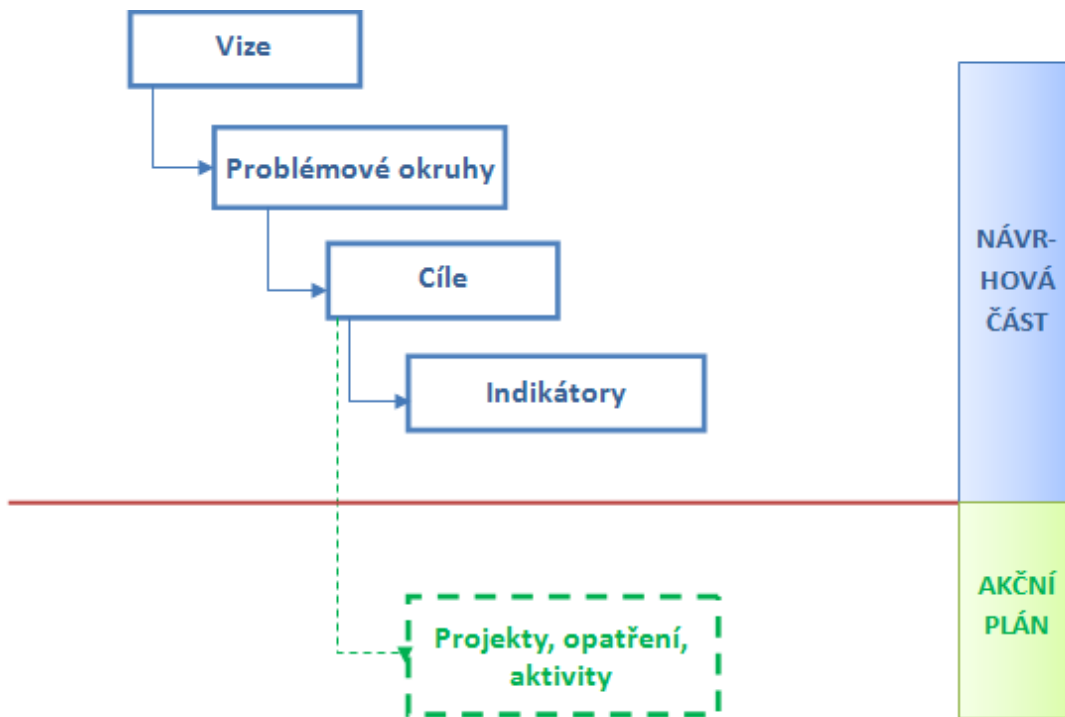 Vize
Problémové okruhy
Cíle
Indikátory
NÁVR-
HOVÁ
ČÁST
Projekty, opatření,
aktivity
AKČNÍ
PLÁN